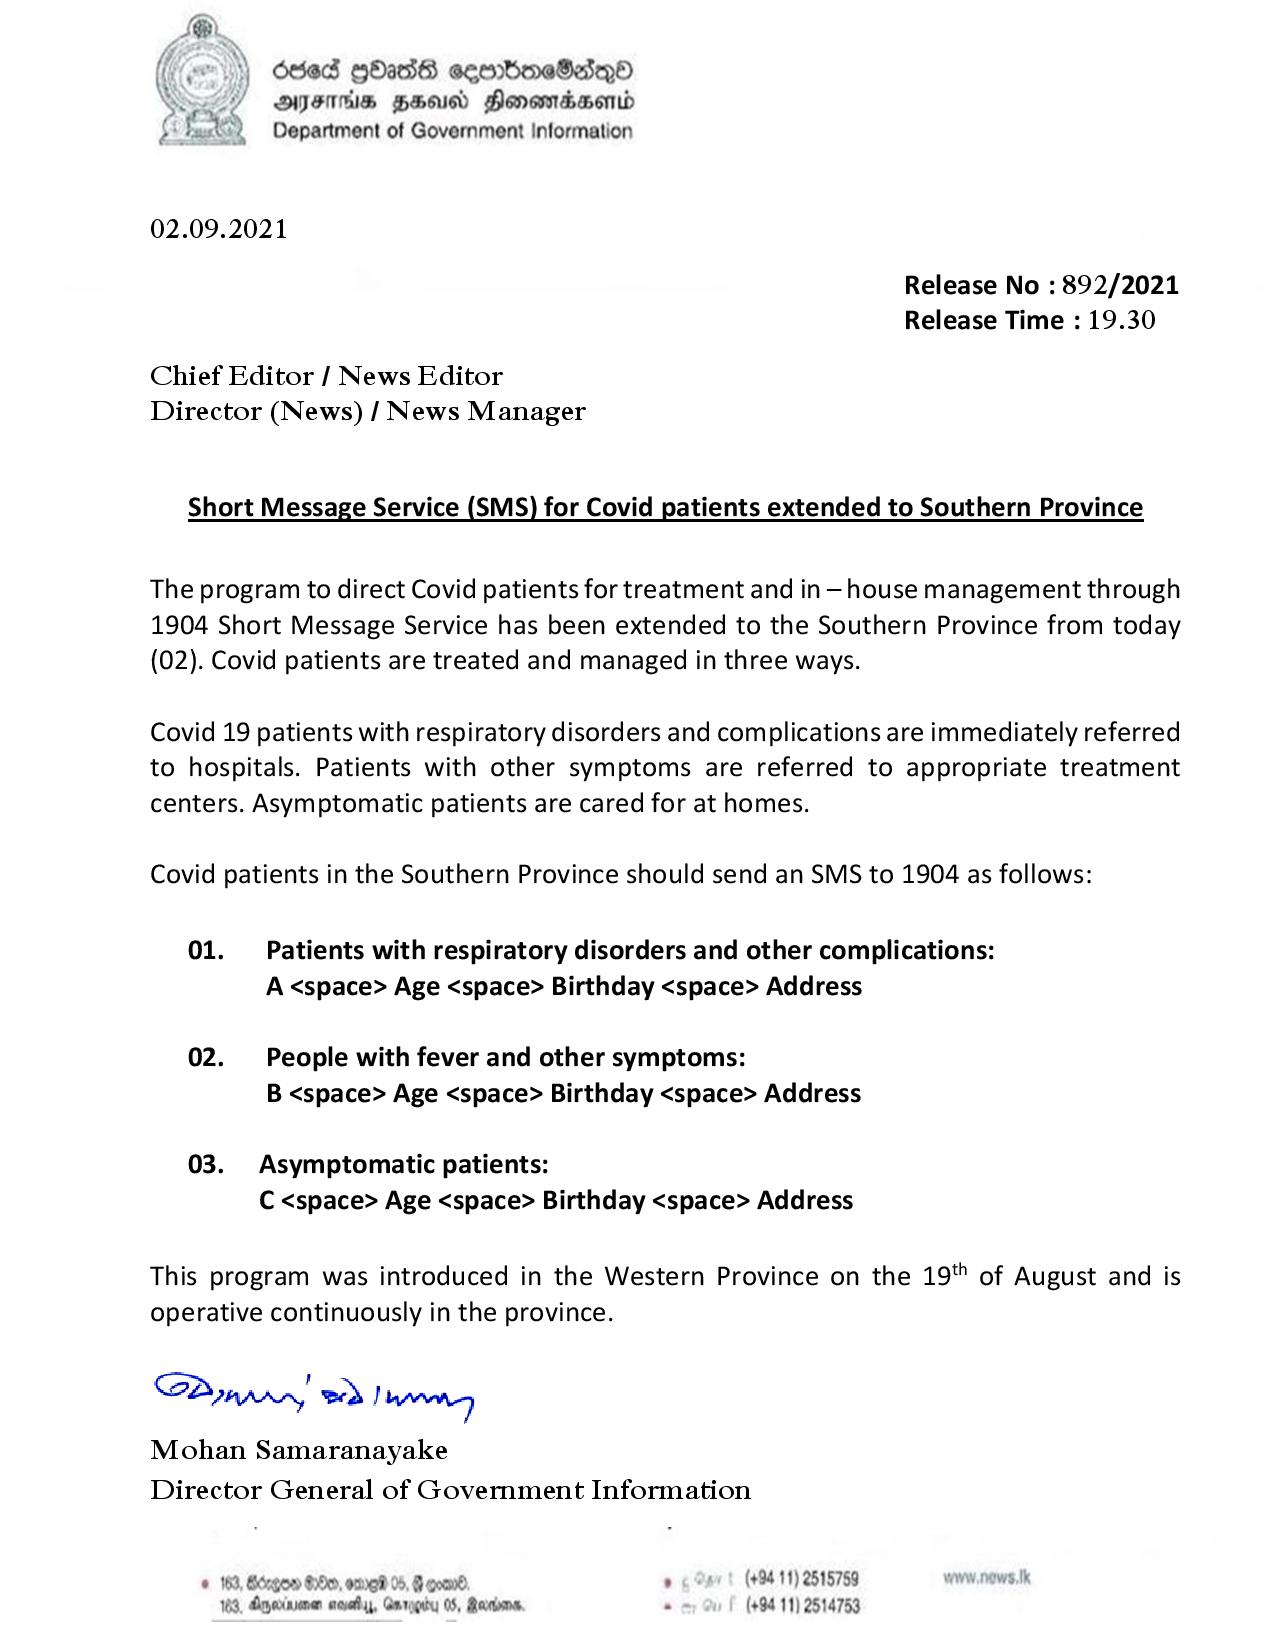 රජයේ ප්‍රවෘත්ති දෙපාර්තමේන්තුව
அரசாங்க தகவல் திணைக்களம்
Department of Government Information
02.09.2021
Release No : 892/2021
Release Time : 19.30
Chief Editor / News Editor
Director (News) / News Manager
Short Message Service (SMS) for Covid patients extended to Southern Province
The program to direct Covid patients for treatment and in – house management through
1904 Short Message Service has been extended to the Southern Province from today
(02). Covid patients are treated and managed in three ways.
Covid 19 patients with respiratory disorders and complications are immediately referred
to hospitals. Patients with other symptoms are referred to appropriate treatment
centers. Asymptomatic patients are cared for at homes.
Covid patients in the Southern Province should send an SMS to 1904 as follows:
01. Patients with respiratory disorders and other complications:
A <space> Age <space> Birthday <space> Address
02. People with fever and other symptoms:
B <space> Age <space> Birthday <space> Address
03. Asymptomatic patients:
C <space> Age <space> Birthday <space> Address
This program was introduced in the Western Province on the 19th of August and is
operative continuously in the province.
Mohan Samaranayake
Director General of Government Information
163, කිරුළපන මාවත, කොළඹ 05, ශ්‍රී ලංකාව.
163, கிருலப்பனை எவனியூ, கொழும்பு 05, இலங்கை.
(+94 11) 2515759
(+94 11) 2514753
www.news.lk